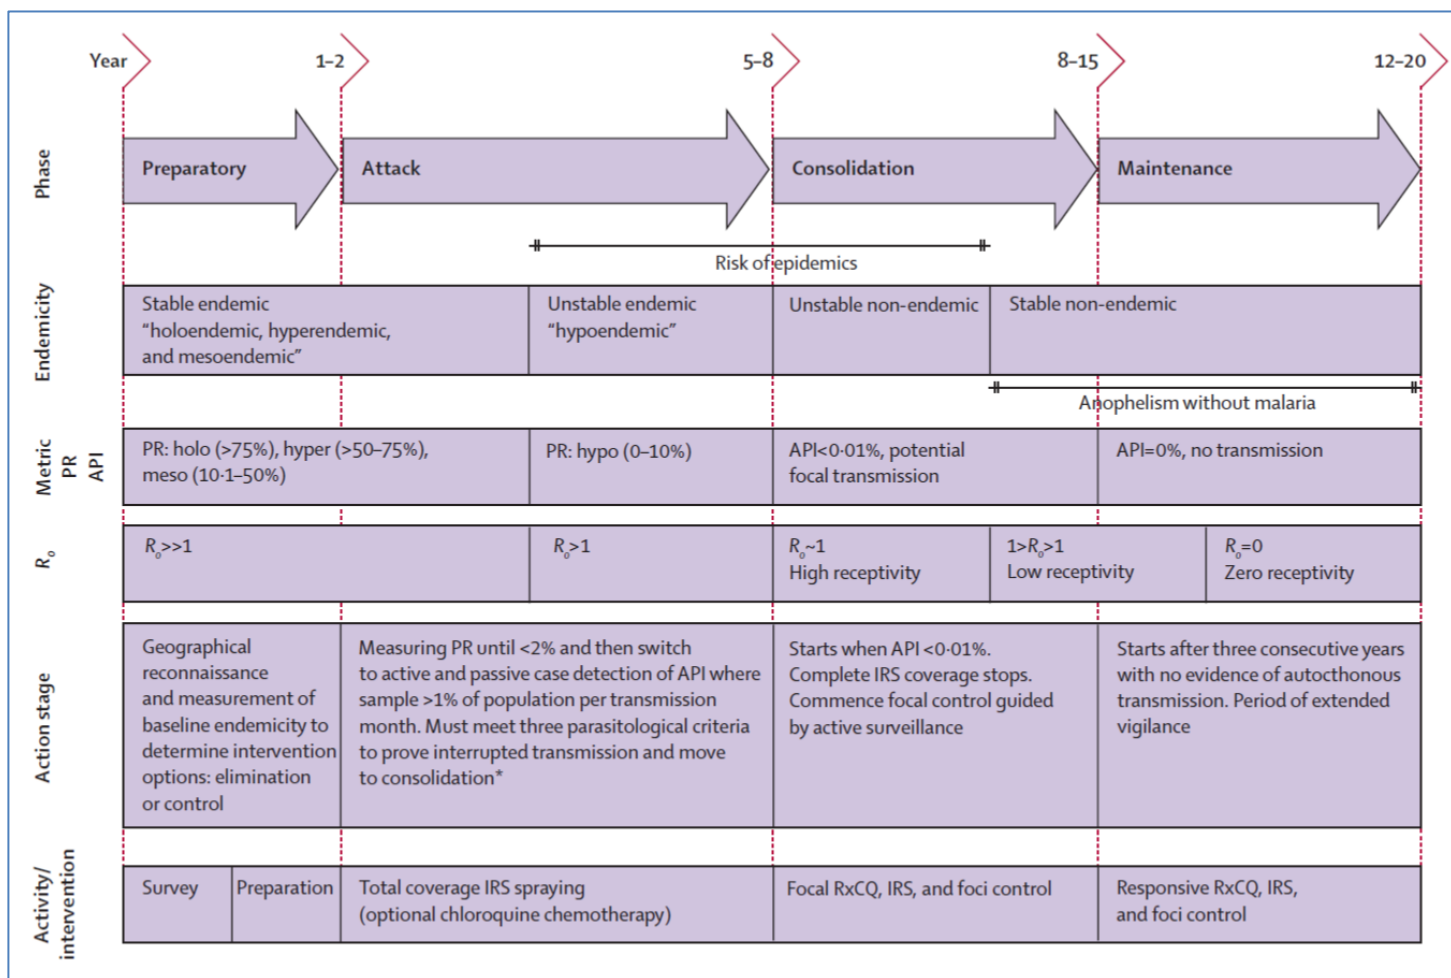 Year
1–2
5–8
8–15
12–20
Phase
Preparatory
Attack
Consolidation
Maintenance
Risk of epidemics
Endemicity
Stable endemic
“holoendemic, hyperendemic,
and mesoendemic”
Unstable endemic
“hypoendemic”
Unstable non-endemic
Stable non-endemic
Anophelism without malaria
Metric
PR
API
PR: holo (>75%), hyper (>50–75%),
meso (10·1–50%)
PR: hypo (0–10%)
API<0·01%, potential
focal transmission
API=0%, no transmission
Ro
Ro>>1
Ro>1
Ro~1
High receptivity
1>Ro>1
Low receptivity
Ro=0
Zero receptivity
Action stage
Geographical
reconnaissance
and measurement of
baseline endemicity to
determine intervention
options: elimination
or control
Measuring PR until <2% and then switch
to active and passive case detection of API where
sample >1% of population per transmission
month. Must meet three parasitological criteria
to prove interrupted transmission and move
to consolidation*
Starts when API <0·01%.
Complete IRS coverage stops.
Commence focal control guided
by active surveillance
Starts after three consecutive years
with no evidence of autocthonous
transmission. Period of extended
vigilance
Activity/
intervention
Survey
Preparation
Total coverage IRS spraying
(optional chloroquine chemotherapy)
Focal RxCQ, IRS, and foci control
Responsive RxCQ, IRS,
and foci control